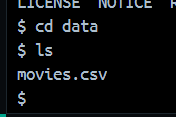 LICENSE NOTICE
$ cd data
$ ls
movies.csv
$